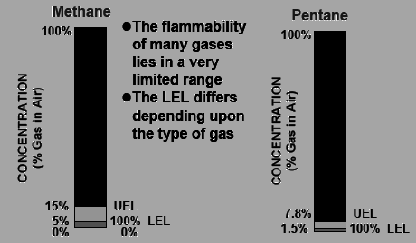 Methane
100%
CONCENTRATION
(% Gas in Air)
15% UEL
5% 100% LEL
0% 0%
●The flammability
of many gases
lies in a very
limited range
●The LEL differs
depending upon
the type of gas
Pentane
100%
CONCENTRATION
(% Gas in Air)
7.8% UEL
1.5% 100% LEL